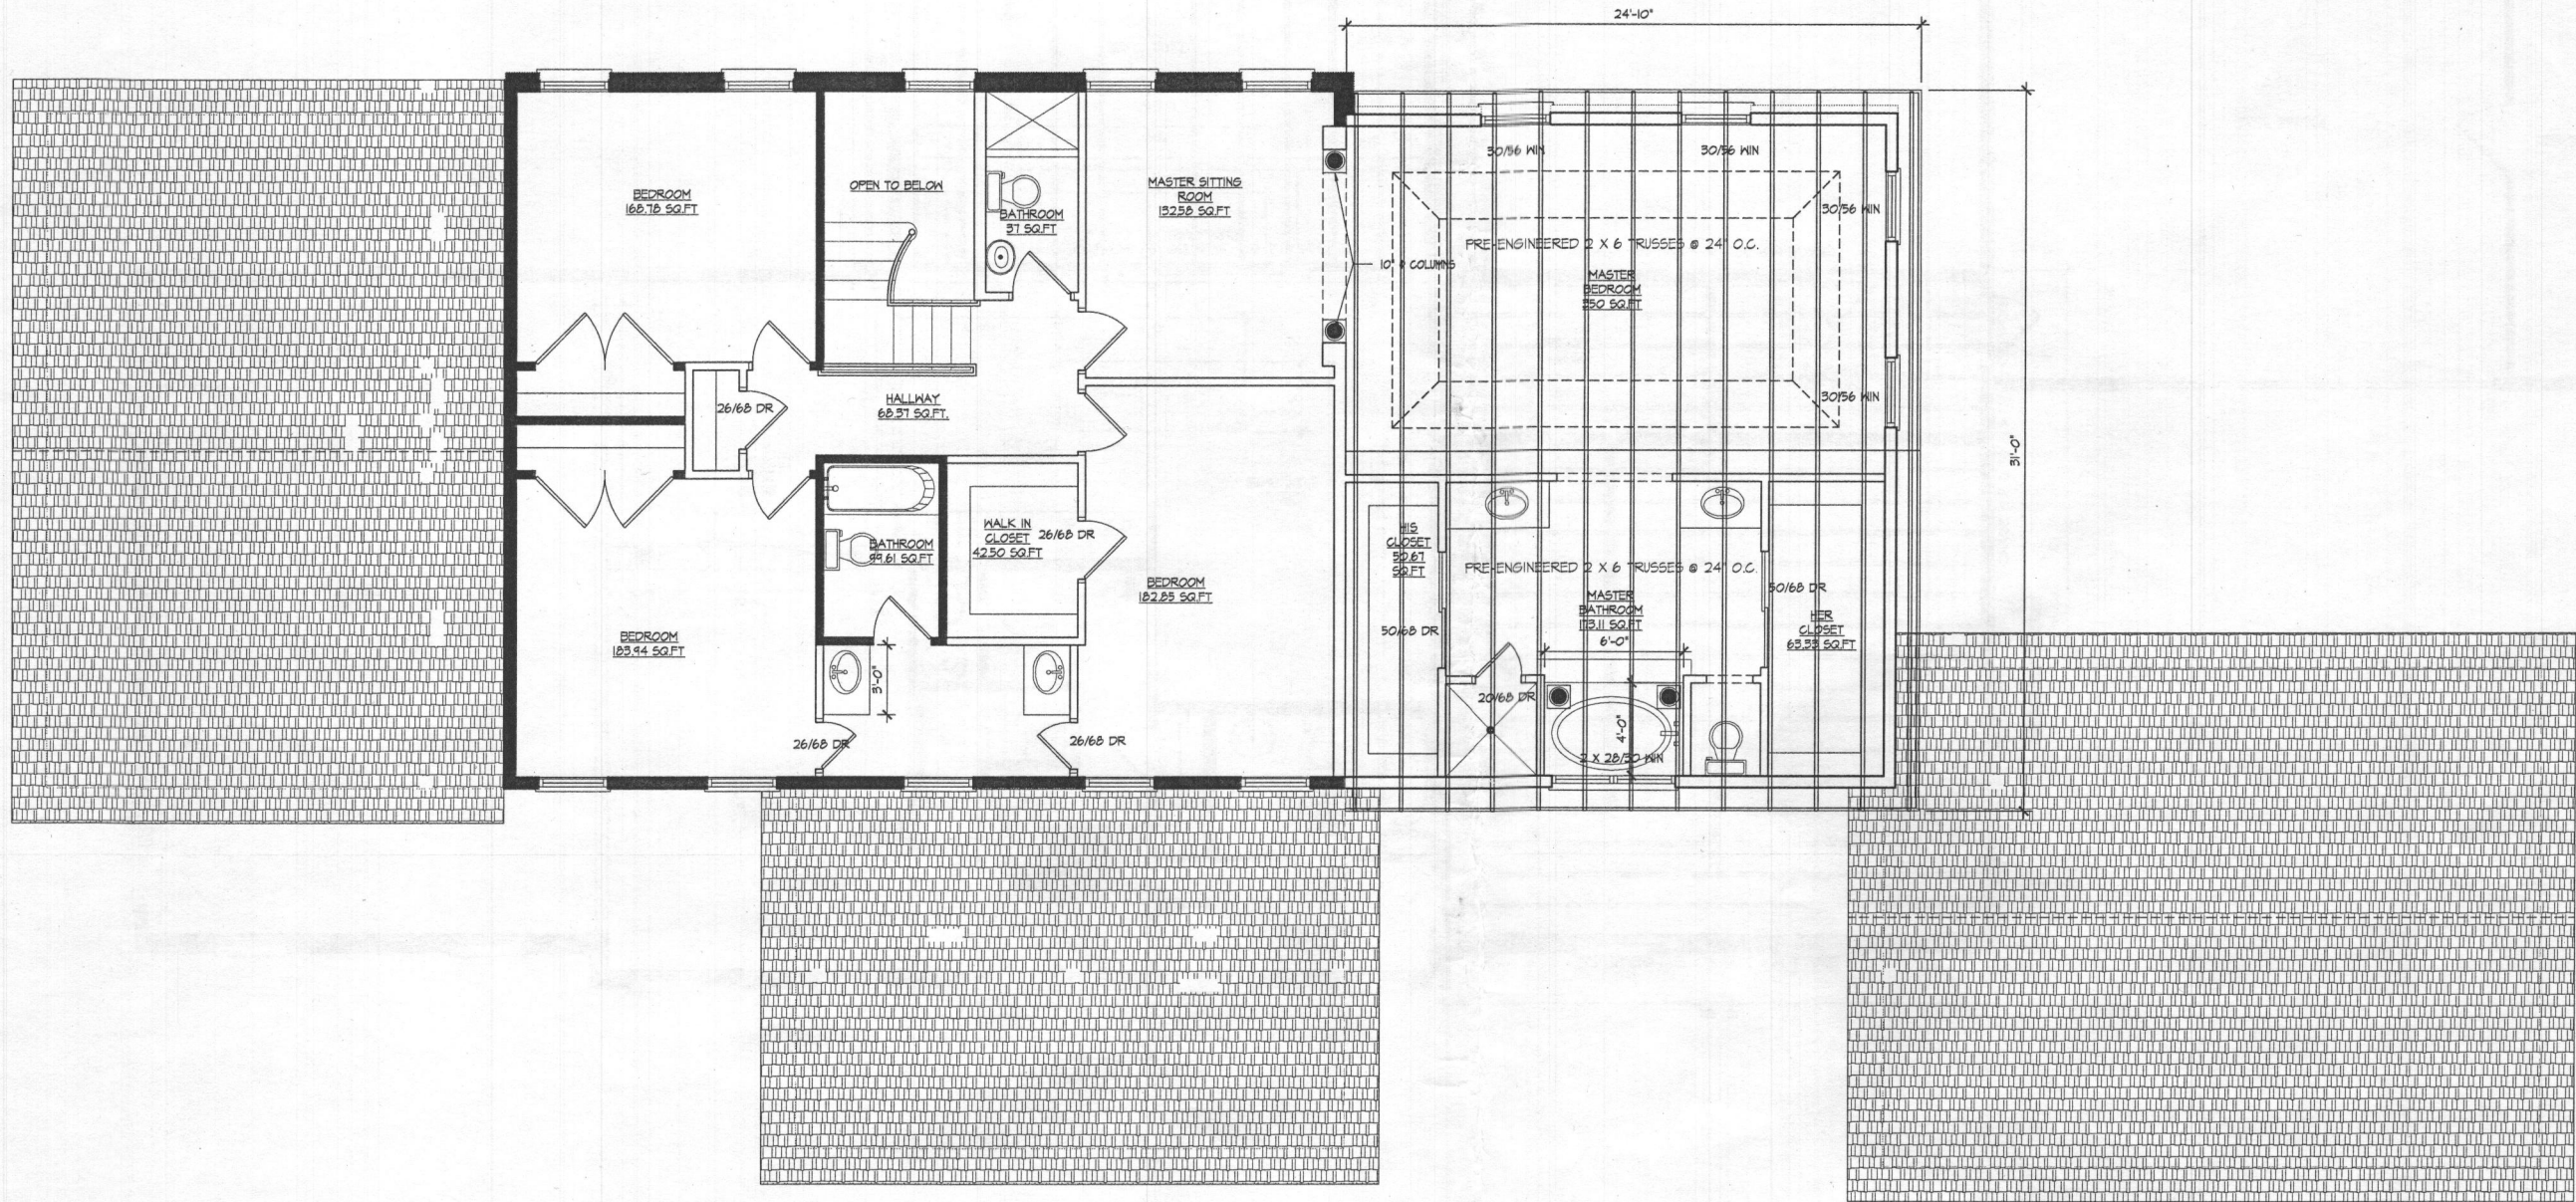 24'-10"
30/56 WIN
30/56 WIN
OPEN TO BELOW
MASTER SITTING
ROOM
132.58 SQ.FT
BEDROOM
168.78 SQ.FT
BATHROOM
37 SQ.FT
30/56 WIN
PRE-ENGINEERED 2 X 6 TRUSSES @ 24" O.C.
10" ϕ COLUMNS
MASTER
BEDROOM
350 SQ.FT
26/68 DR
HALLWAY
68.37 SQ.FT.
30/56 WIN
31'-0"
WALK IN
CLOSET
42.50 SQ.FT
26/68 DR
BATHROOM
99.61 SQ.FT
HIS
CLOSET
50.67
SQ.FT
PRE-ENGINEERED 2 X 6 TRUSSES @ 24" O.C.
BEDROOM
182.85 SQ.FT
50/68 DR
MASTER
BATHROOM
173.11 SQ.FT
6'-0"
HER
CLOSET
63.33 SQ.FT
50/68 DR
BEDROOM
183.94 SQ.FT
3'-0"
20/68 DR
4'-0"
26/68 DR
26/68 DR
2 X 28/30 WIN